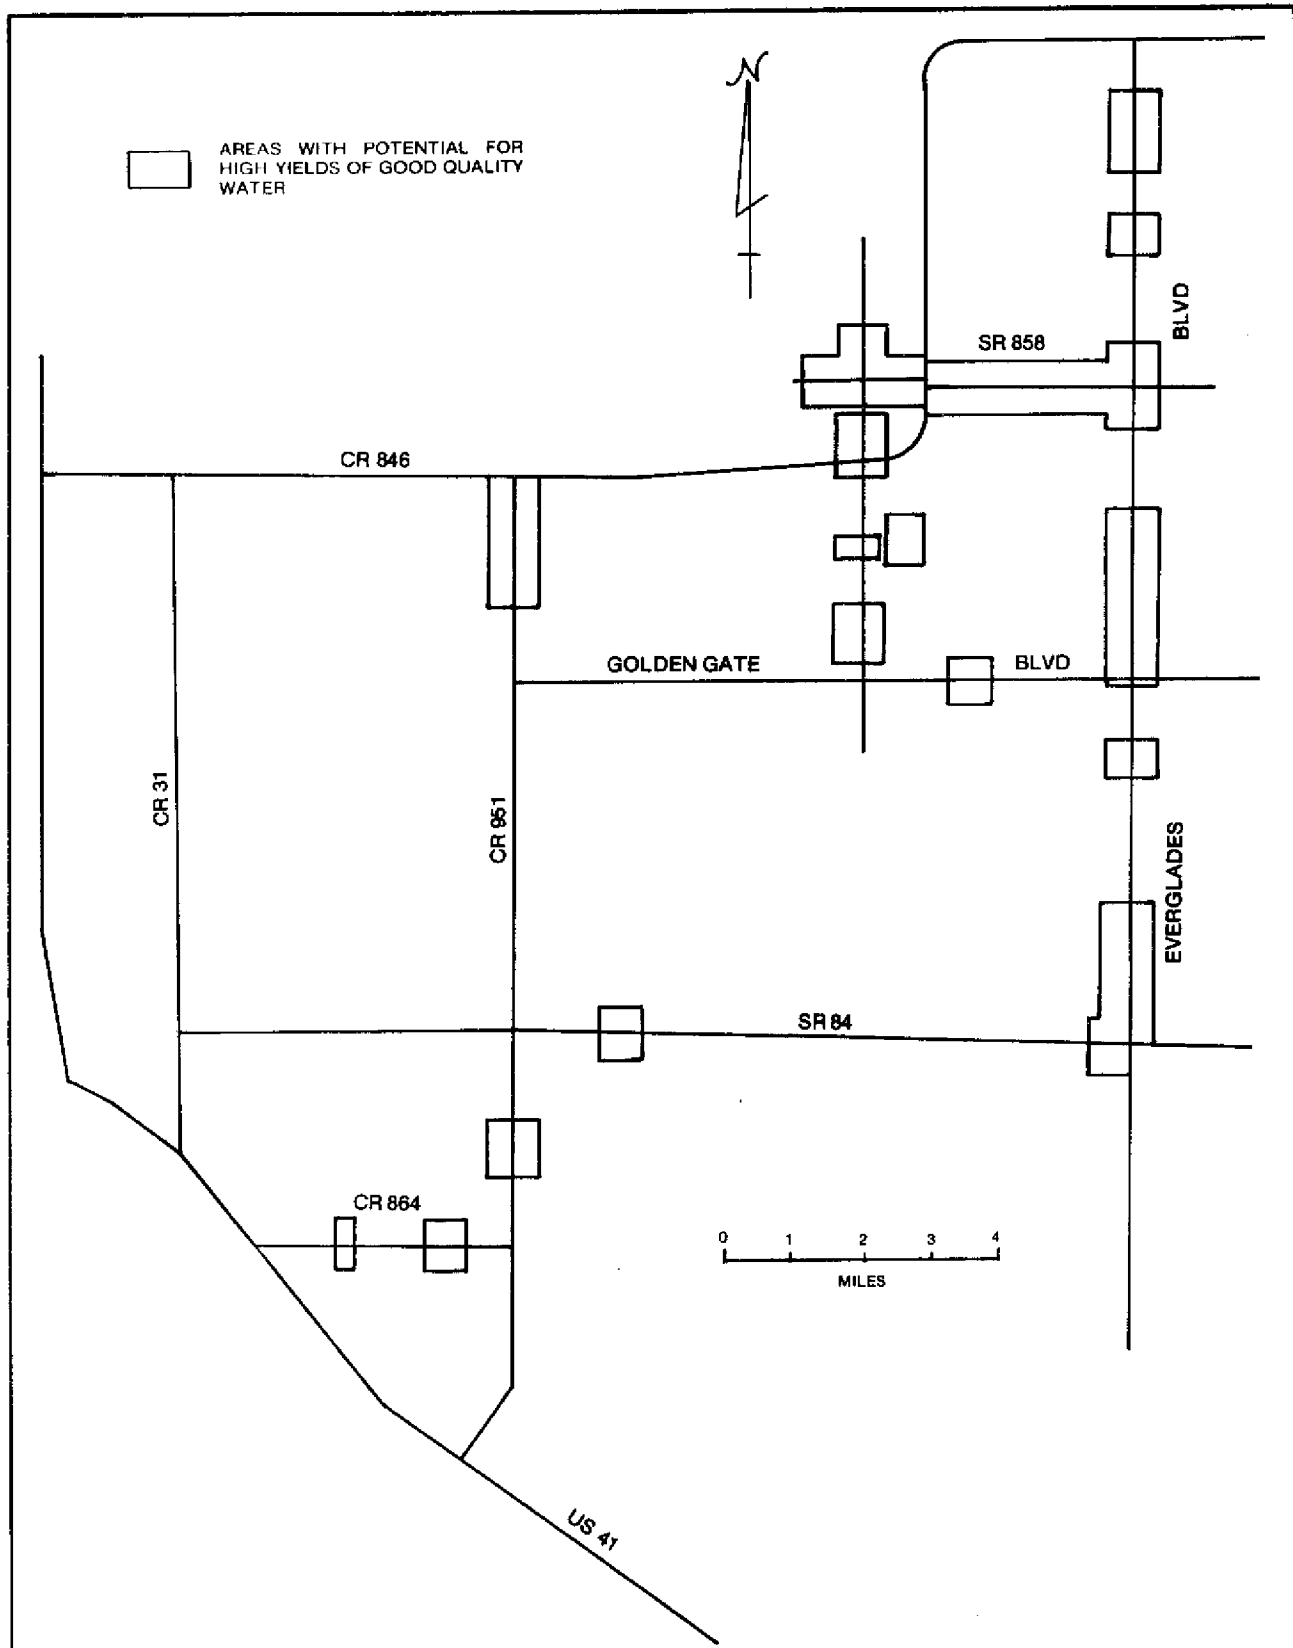 N
AREAS WITH POTENTIAL FOR
HIGH YIELDS OF GOOD QUALITY
WATER
BLVD
SR 858
CR 846
GOLDEN GATE
BLVD
CR 31
CR 951
EVERGLADES
SR 84
CR 864
0 1 2 3 4
MILES
US 41